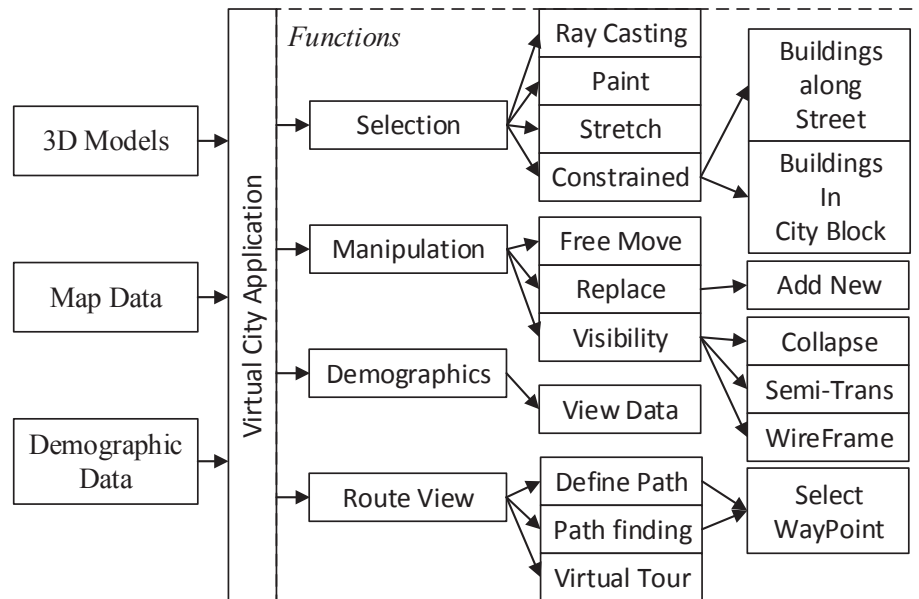 3D Models
Map Data
Demographic
Data
Virtual City Application
Functions
Selection
Manipulation
Demographics
Route View
Ray Casting
Paint
Stretch
Constrained
Free Move
Replace
Visibility
View Data
Define Path
Path finding
Virtual Tour
Buildings
along
Street
Buildings
In
City Block
Add New
Collapse
Semi-Trans
WireFrame
Select
WayPoint